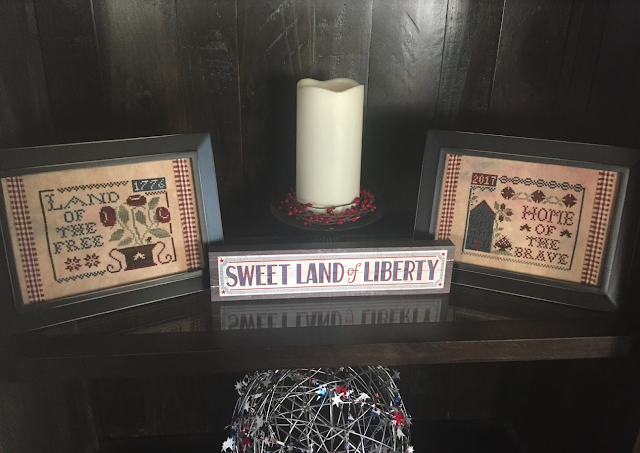 1776
LAND
OF
THE
FREE
SWEET LAND of LIBERTY
2017
HOME
OF
THE
BRAVE